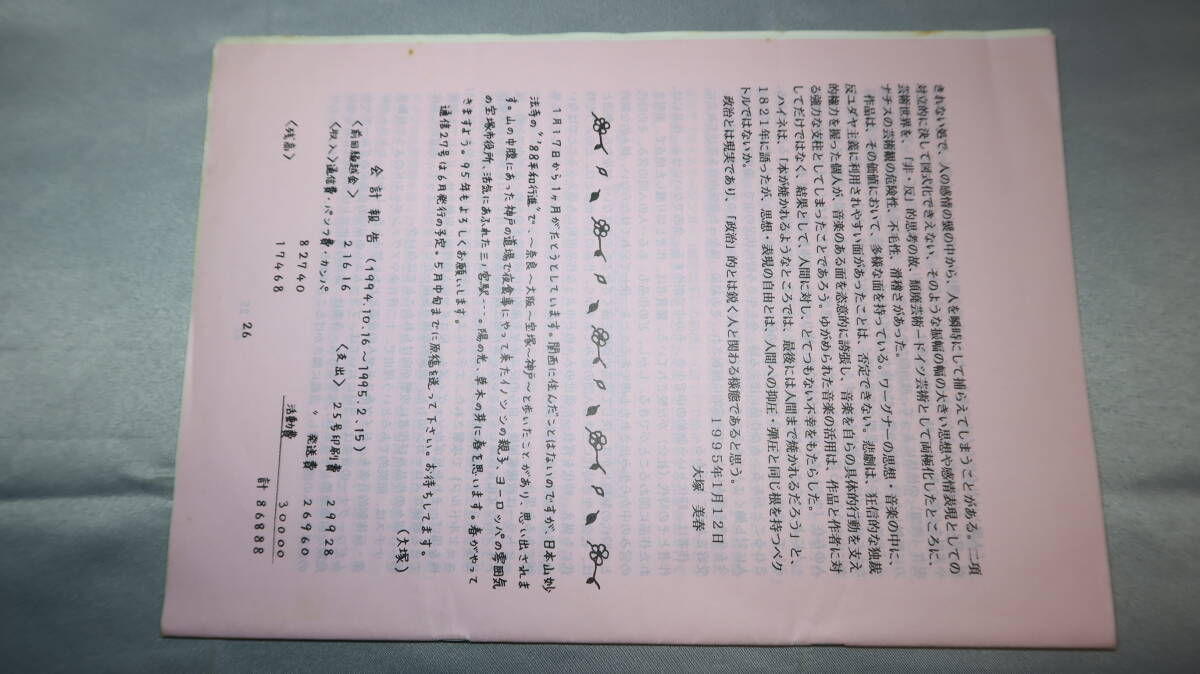 きれない処で、人の感情の襞の中から、人を瞬時にして捕らえてしまうことがある。二項
対立的に決して図式化できえない、そのような振幅の幅の大きい思想や感情表現としての
芸術世界を、「非・反」的思考の故、頽廃芸術－ドイツ芸術として両極化したところに、
ナチスの芸術観の危険性、不毛性、滑稽さがあった。
作品は、その価値において、多様な面を持っている。ワーグナーの思想・音楽の中に、
反ユダヤ主義に利用されやすい面があったことは、否定できない。悲劇は、狂信的な独裁
的権力を握った個人が、音楽のある面を恣意的に誇張し、音楽を自らの具体的行動を支え
る強力な支柱としてしまったことであろう。ゆがめられた音楽の活用は、作品と作者に対
してだけではなく、結果として、人間に対し、とてつもない不幸をもたらした。
ハイネは、「本が焼かれるようなところでは、最後には人間まで焼かれるだろう」と、
1821年に語ったが、思想・表現の自由とは、人間への抑圧・弾圧と同じ根を持つベク
トルではないか。
政治とは現実であり、「政治」的とは鋭く人と関わる様態であると思う。
1995年1月12日
大塚　美春
1月17日から1ヶ月がたとうとしています。関西に住んだことはないのですが、日本山妙
法寺の“'88平和行進”で、～奈良～大阪～宝塚～神戸～と歩いたことがあり、思い出されま
す。山の中腹にあった神戸の道場で夜食事にやって来たイノシシの親子、ヨーロッパの雰囲気
の宝塚市役所、活気にあふれた三ノ宮駅…。陽の光、草木の芽に春を思います。春がやって
きますよう。95年もよろしくお願いします。
通信27号は6月発行の予定。5月中旬までに原稿を送って下さい。お待ちしてます。
（大塚）
会計報告（1994.10.16～1995.2.15）
〈前回繰越金〉　21616
〈収入〉通信費・パンフ費・カンパ
82740
〈残高〉　17468
〈支出〉25号印刷費　29928
〃　発送費　26960
活動費　30000
計 86888
26